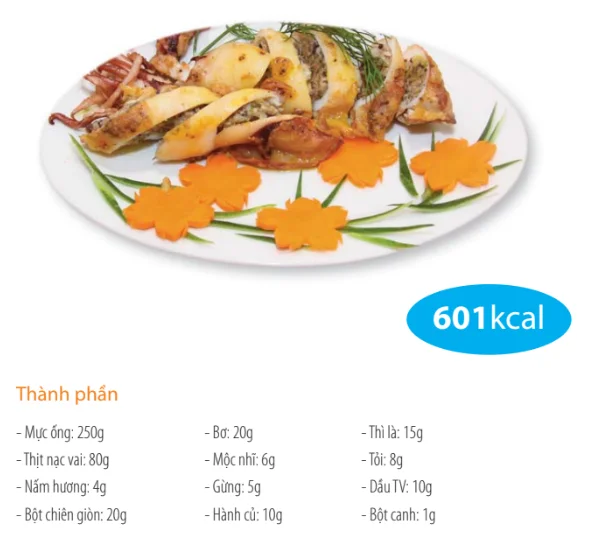 601kcal
Thành phần
- Mực ống: 250g
- Thịt nạc vai: 80g
- Nấm hương: 4g
- Bột chiên giòn: 20g
- Bơ: 20g
- Mộc nhĩ: 6g
- Gừng: 5g
- Hành củ: 10g
- Thì là: 15g
- Tỏi: 8g
- Dầu TV: 10g
- Bột canh: 1g